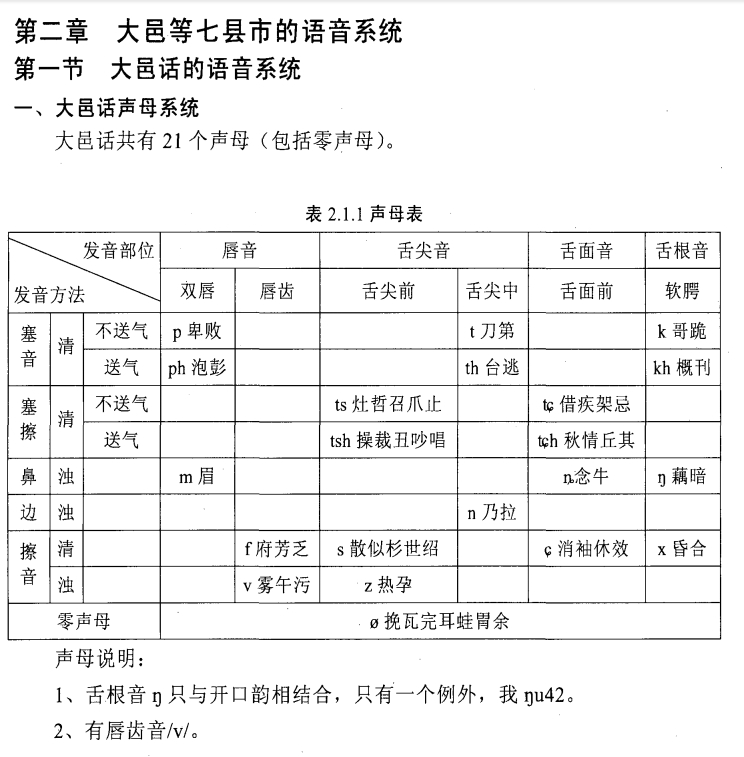 第二章 大邑等七县市的语音系统
第一节 大邑话的语音系统
一、大邑话声母系统
大邑话共有 21 个声母（包括零声母）。
表 2.1.1 声母表
发音部位 唇音 舌尖音 舌面音 舌根音
发音方法 双唇 唇齿 舌尖前 舌尖中 舌面前 软腭
塞音 清 不送气 p 卑败 t 刀第 k 哥跪
送气 ph 泡彭 th 台逃 kh 概刊
塞擦 清 不送气 ts 灶哲召爪止 tɕ 借疾架忌
送气 tsh 操裁丑吵唱 tɕh 秋情丘其
鼻 浊 m 眉 ȵ念牛 ŋ 藕暗
边 浊 n 乃拉
擦音 清 f 府芳乏 s 散似杉世绍 ɕ 消袖休效 x 昏合
浊 v 雾午污 z 热孕
零声母 ø 挽瓦完耳蛙胃余
声母说明：
1、舌根音 ŋ 只与开口韵相结合，只有一个例外，我 ŋu42。
2、有唇齿音/v/。